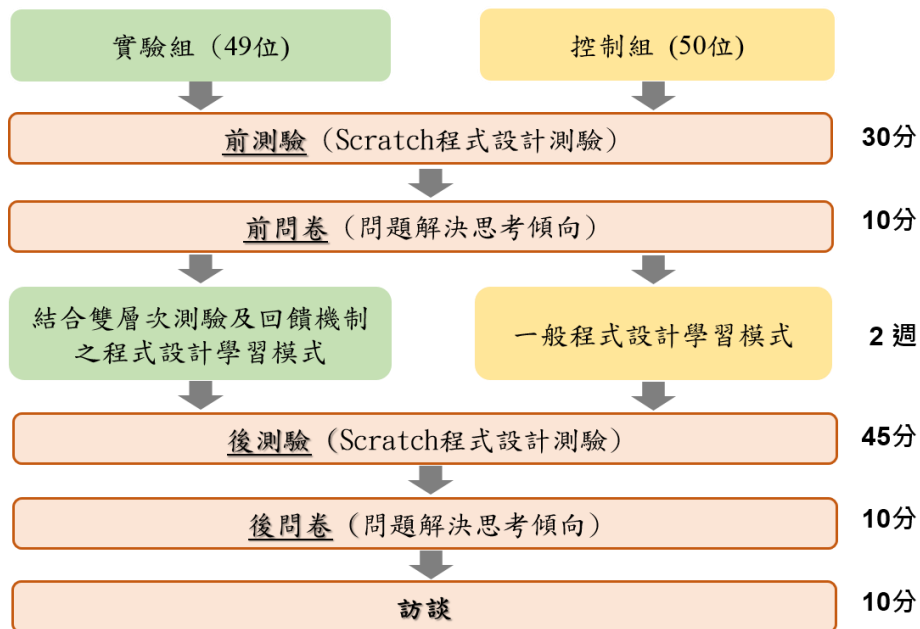 實驗組（49位)
控制組 (50位)
前測驗（Scratch程式設計測驗）
30分
前問卷（問題解決思考傾向）
10分
結合雙層次測驗及回饋機制
之程式設計學習模式
一般程式設計學習模式
2 週
後測驗（Scratch程式設計測驗）
45分
後問卷（問題解決思考傾向）
10分
訪談
10分